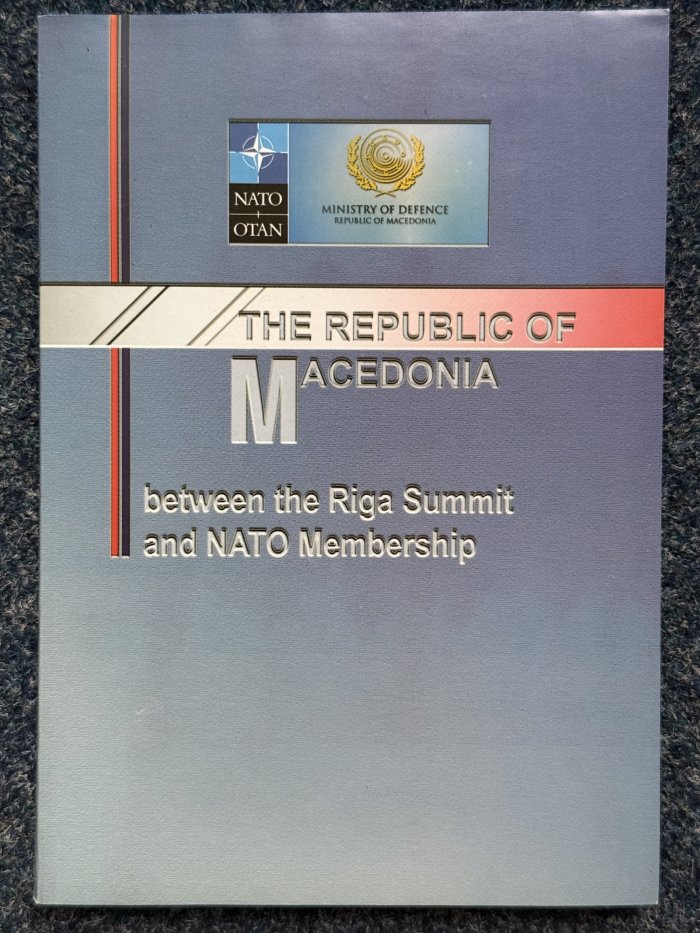 NATO
OTAN
MINISTRY OF DEFENCE
REPUBLIC OF MACEDONIA
THE REPUBLIC OF
MACEDONIA
between the Riga Summit
and NATO Membership